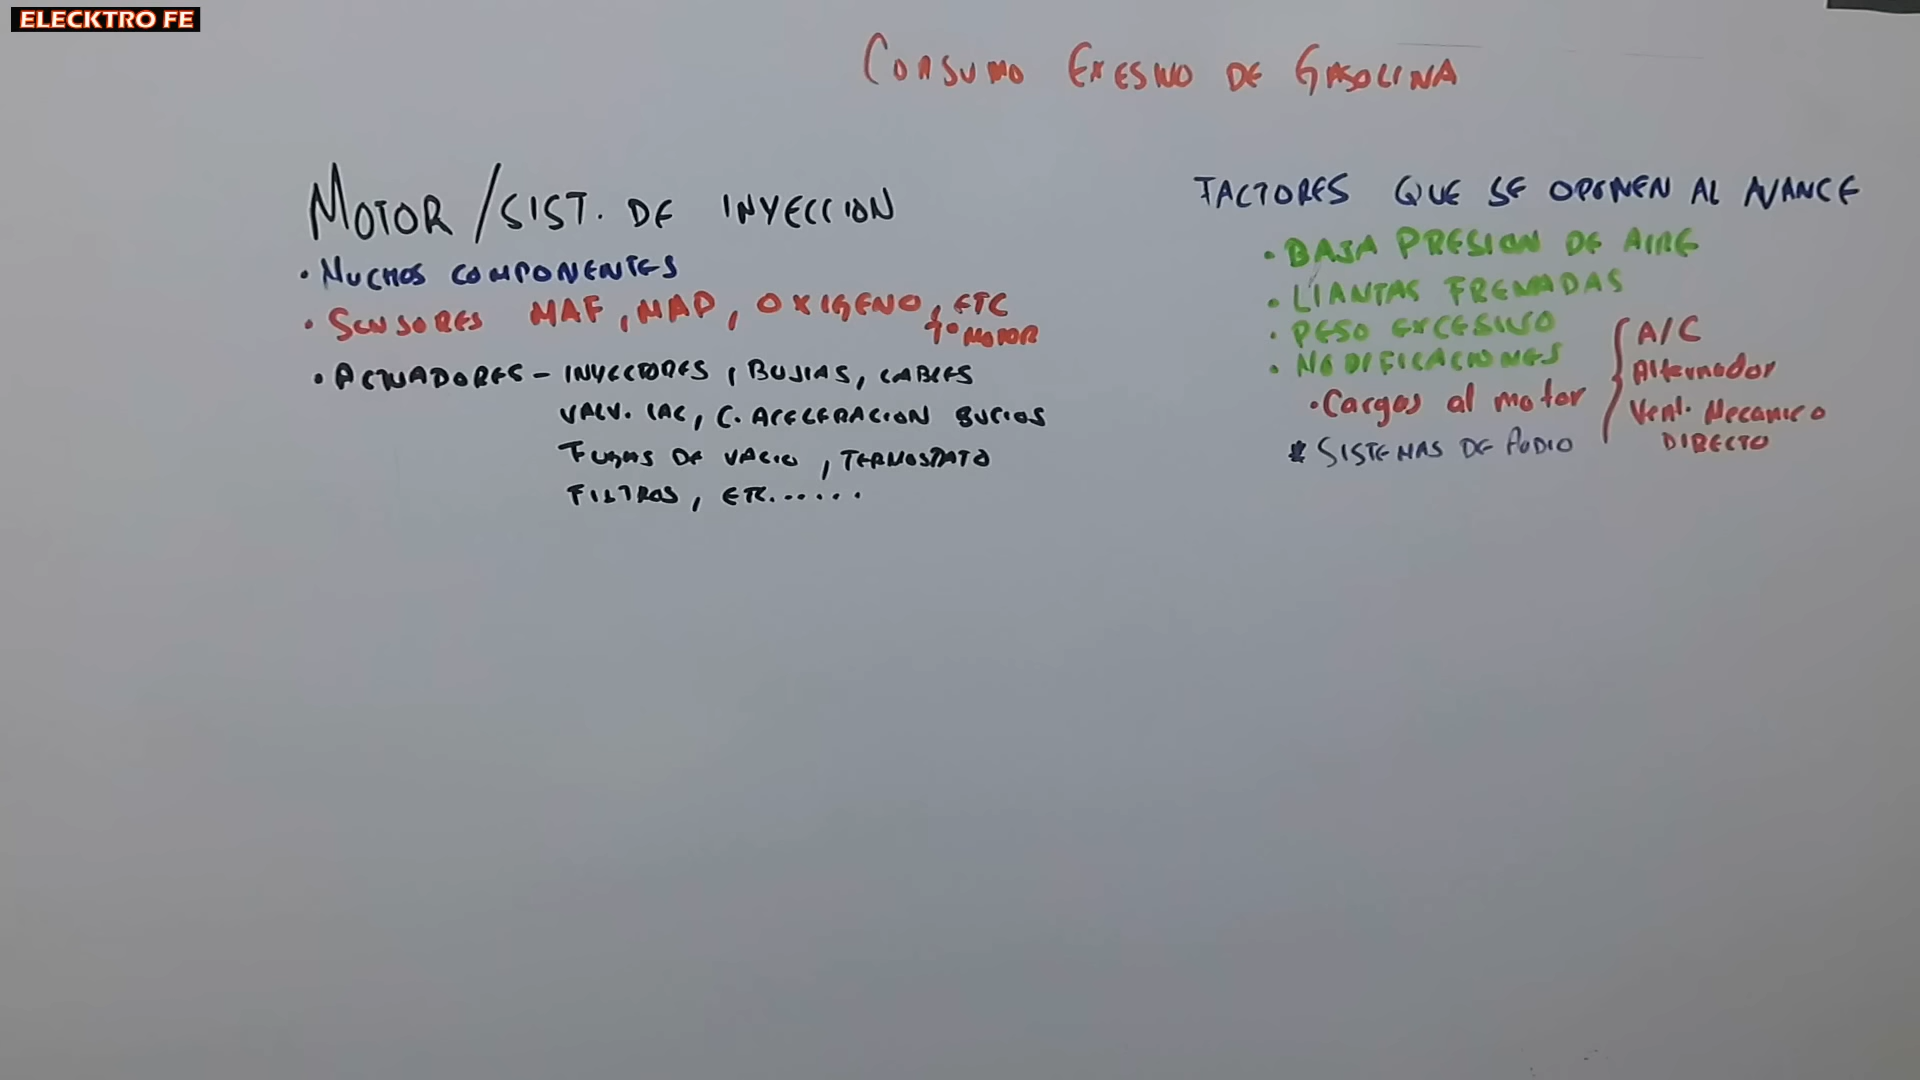 ELECKTRO FE
CONSUMO EXESIVO DE GASOLINA
MOTOR / SIST. DE INYECCION
• MUCHOS COMPONENTES
• SENSORES MAF, MAP, OXIGENO, ETC
T° MOTOR
• ACTUADORES - INYECTORES, BUJIAS, CABLES
VALV. IAC, C. ACELERACION SUCIOS
FUGAS DE VACIO, TERMOSTATO
FILTROS, ETC......
FACTORES QUE SE OPONEN AL AVANCE
• BAJA PRESION DE AIRE
• LLANTAS FRENADAS
• PESO EXCESIVO
• MODIFICACIONES
• Cargas al motor
A/C
Alternador
Vent. Mecanico
DIRECTO
* SISTEMAS DE AUDIO